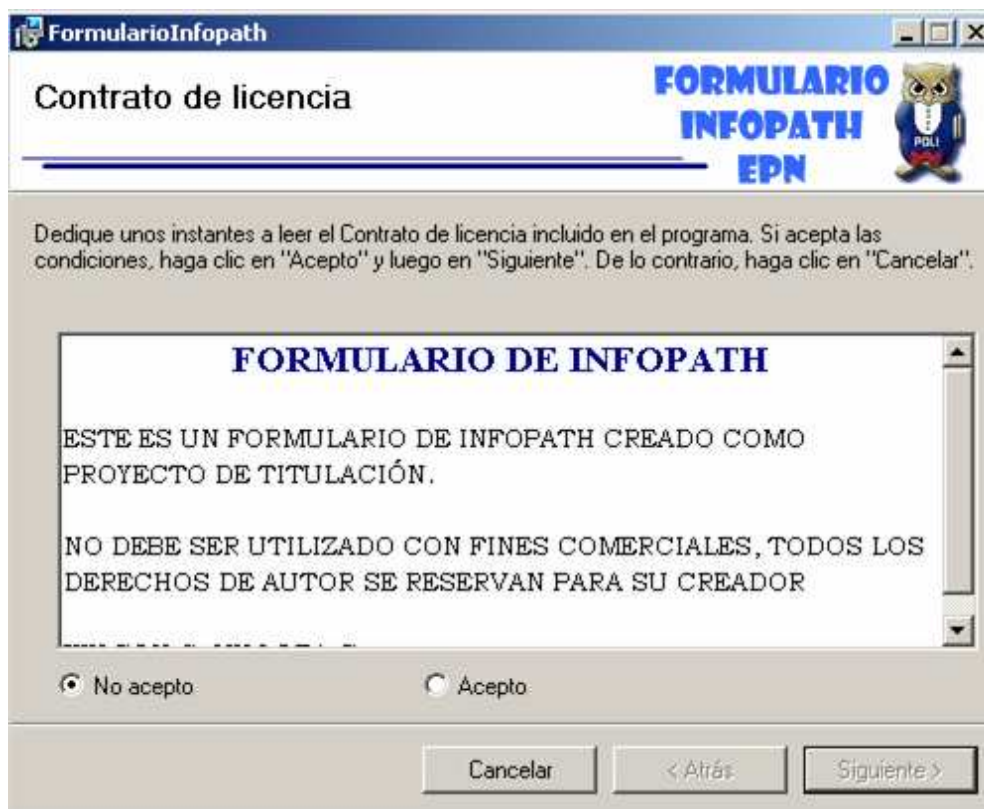 FormularioInfopath
Contrato de licencia
FORMULARIO
INFOPATH
EPN
POLI
Dedique unos instantes a leer el Contrato de licencia incluido en el programa. Si acepta las
condiciones, haga clic en "Acepto" y luego en "Siguiente". De lo contrario, haga clic en "Cancelar".
FORMULARIO DE INFOPATH
ESTE ES UN FORMULARIO DE INFOPATH CREADO COMO
PROYECTO DE TITULACIÓN.
NO DEBE SER UTILIZADO CON FINES COMERCIALES, TODOS LOS
DERECHOS DE AUTOR SE RESERVAN PARA SU CREADOR
No acepto
Acepto
Cancelar
< Atrás
Siguiente >